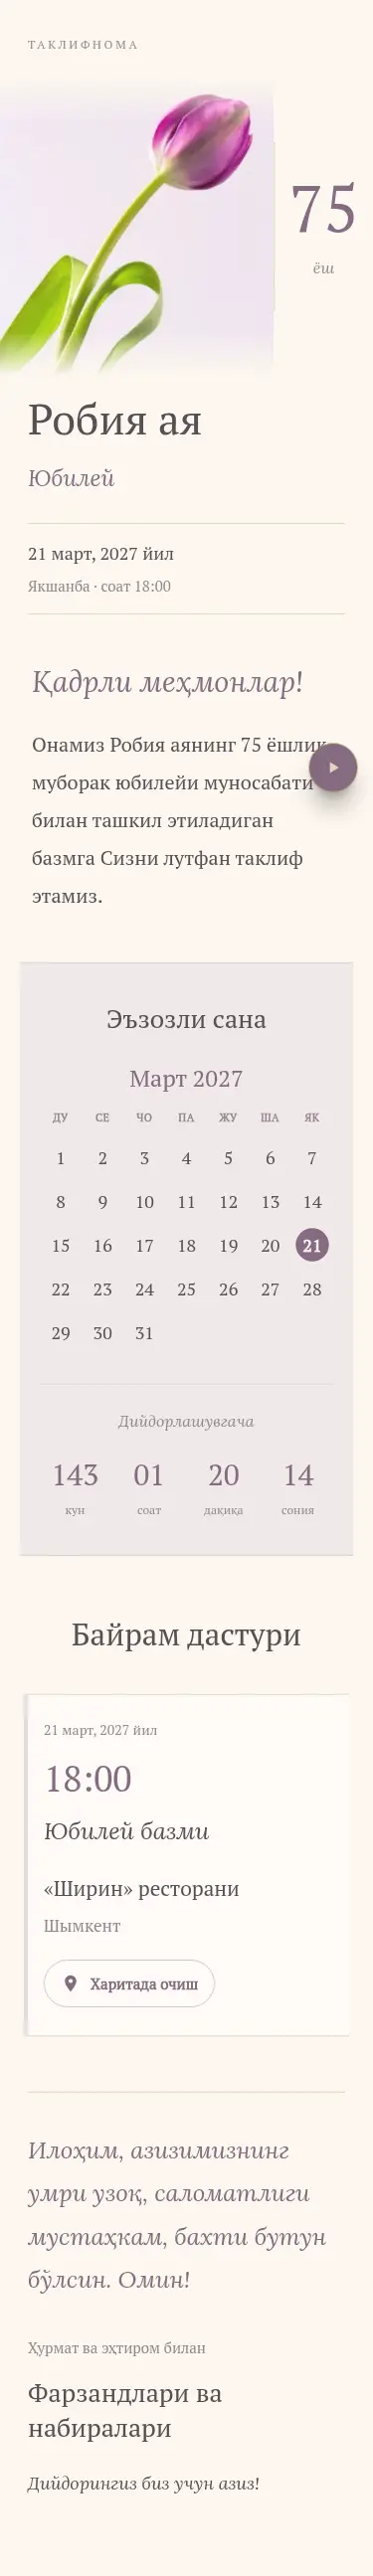 ТАКЛИФНОМА
75
ёш
Робия ая
Юбилей
21 март, 2027 йил
Якшанба · соат 18:00
Қадрли меҳмонлар!
Онамиз Робия аянинг 75 ёшлик
муборак юбилейи муносабати
билан ташкил этиладиган
базмга Сизни лутфан таклиф
этамиз.
Эъзозли сана
Март 2027
ДУ СЕ ЧО ПА ЖУ ША ЯК
1 2 3 4 5 6 7
8 9 10 11 12 13 14
15 16 17 18 19 20 21
22 23 24 25 26 27 28
29 30 31
Дийдорлашувгача
143 01 20 14
кун соат дақиқа сония
Байрам дастури
21 март, 2027 йил
18:00
Юбилей базми
«Ширин» ресторани
Шымкент
Харитада очиш
Илоҳим, азизимизнинг
умри узоқ, саломатлиги
мустаҳкам, бахти бутун
бўлсин. Омин!
Ҳурмат ва эҳтиром билан
Фарзандлари ва
набиралари
Дийдорингиз биз учун азиз!